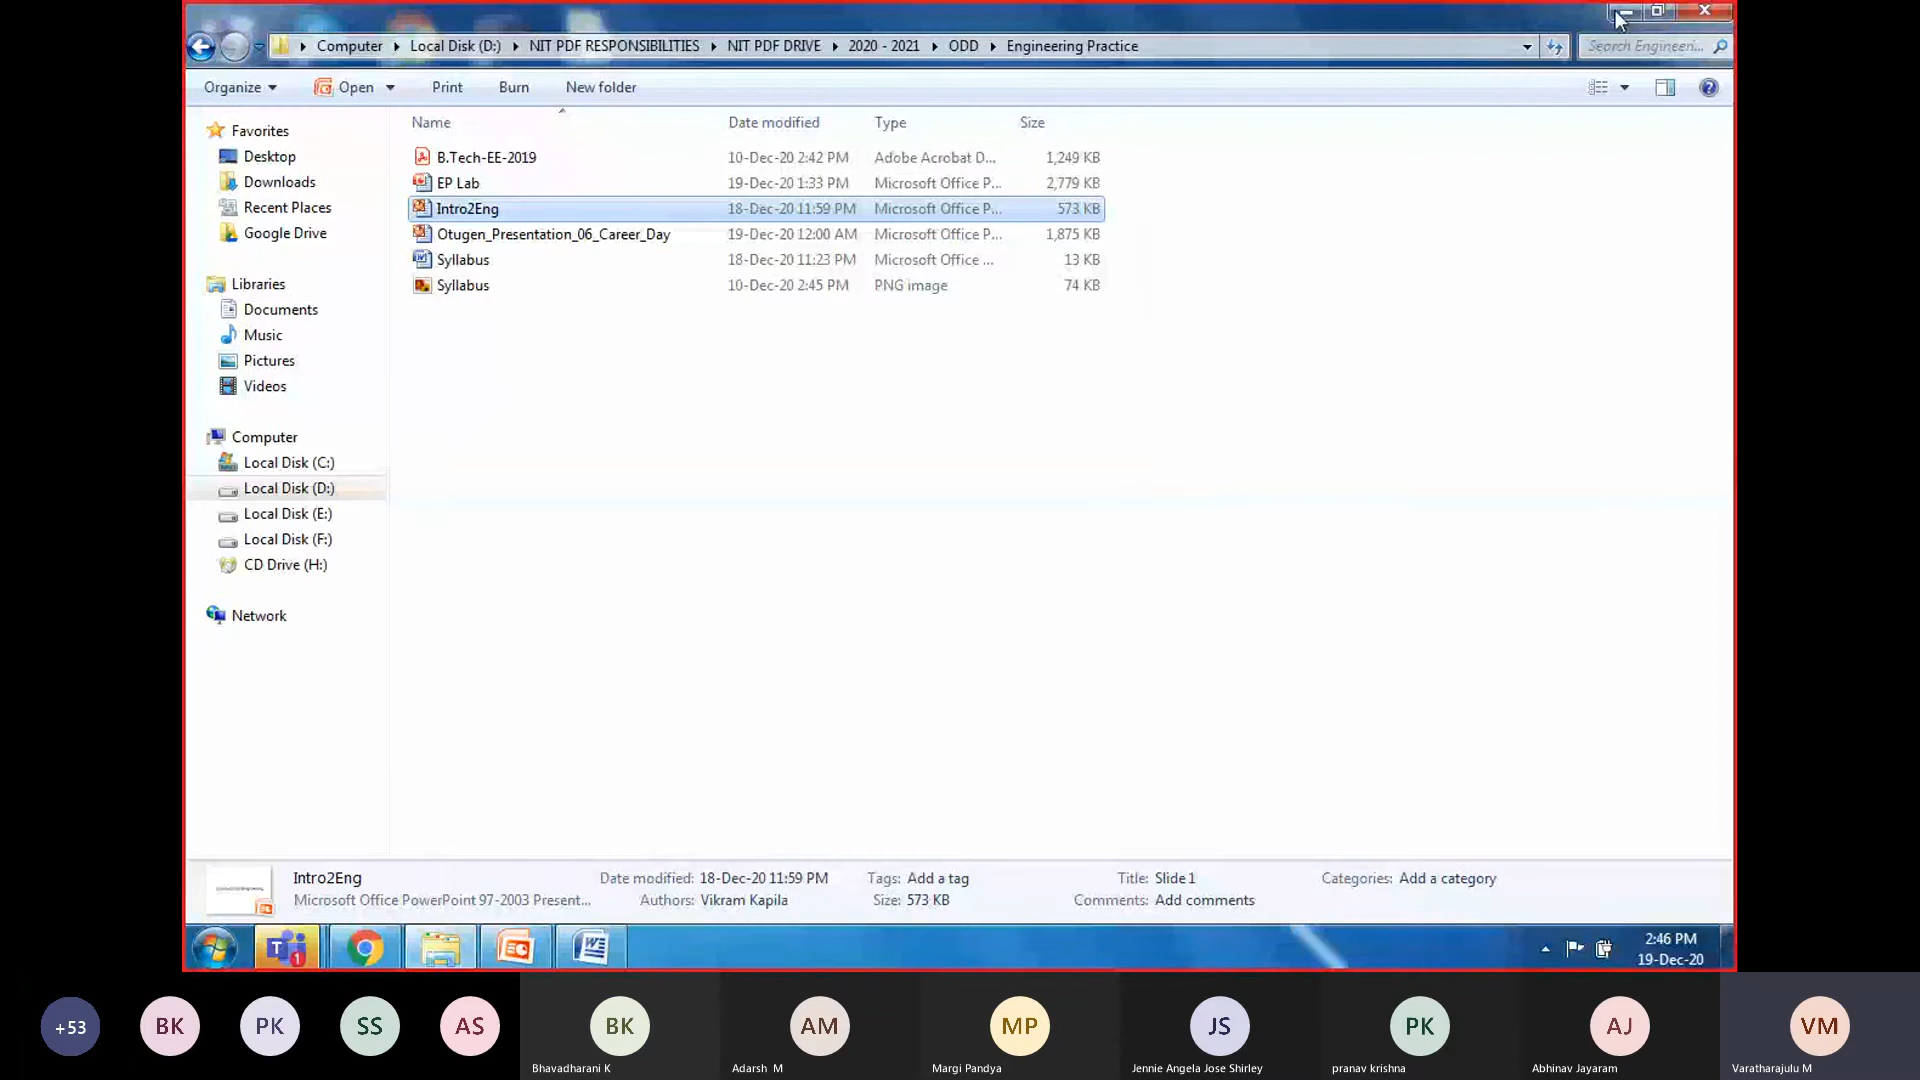 Computer Local Disk (D:) NIT PDF RESPONSIBILITIES NIT PDF DRIVE 2020 - 2021 ODD Engineering Practice Search Engineeri...
Organize Open Print Burn New folder
Name Date modified Type Size
Favorites
Desktop
Downloads
Recent Places
Google Drive
Libraries
Documents
Music
Pictures
Videos
Computer
Local Disk (C:)
Local Disk (D:)
Local Disk (E:)
Local Disk (F:)
CD Drive (H:)
Network
B.Tech-EE-2019 10-Dec-20 2:42 PM Adobe Acrobat D... 1,249 KB
EP Lab 19-Dec-20 1:33 PM Microsoft Office P... 2,779 KB
Intro2Eng 18-Dec-20 11:59 PM Microsoft Office P... 573 KB
Otugen_Presentation_06_Career_Day 19-Dec-20 12:00 AM Microsoft Office P... 1,875 KB
Syllabus 18-Dec-20 11:23 PM Microsoft Office ... 13 KB
Syllabus 10-Dec-20 2:45 PM PNG image 74 KB
Intro2Eng Date modified: 18-Dec-20 11:59 PM Tags: Add a tag Title: Slide 1 Categories: Add a category
Microsoft Office PowerPoint 97-2003 Present... Authors: Vikram Kapila Size: 573 KB Comments: Add comments
T 1 2:46 PM
19-Dec-20
+53 BK PK SS AS BK AM MP JS PK AJ VM
Bhavadharani K Adarsh M Margi Pandya Jennie Angela Jose Shirley pranav krishna Abhinav Jayaram Varatharajulu M